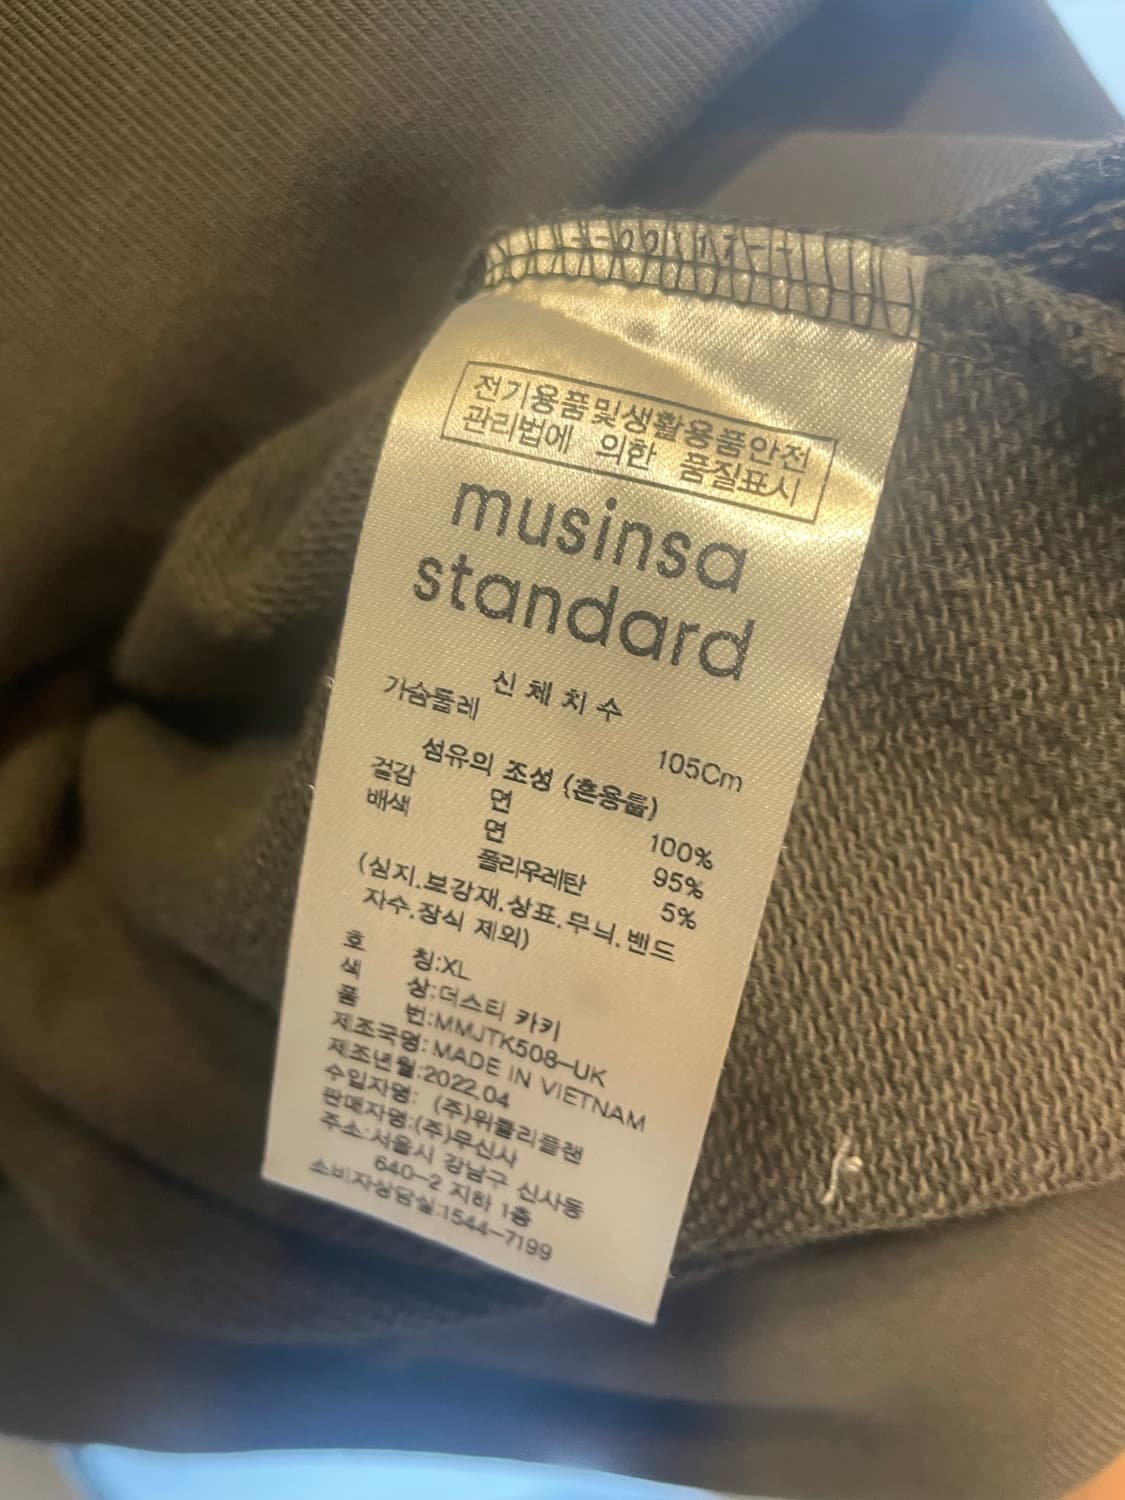 전기용품및생활용품안전
관리법에 의한 품질표시
musinsa
standard
신 체 치 수
가슴둘레 105Cm
섬유의 조성 (혼용률)
겉감 면 100%
배색 면 95%
폴리우레탄 5%
(심지.보강재.상표.무늬.밴드
자수.장식 제외)
호 칭:XL
색 상:더스티 카키
품 번:MMJTK508-UK
제조국명: MADE IN VIETNAM
제조년월:2022.04
수입자명: (주)위클리플랜
판매자명:(주)무신사
주소:서울시 강남구 신사동
640-2 지하 1층
소비자상담실:1544-7199